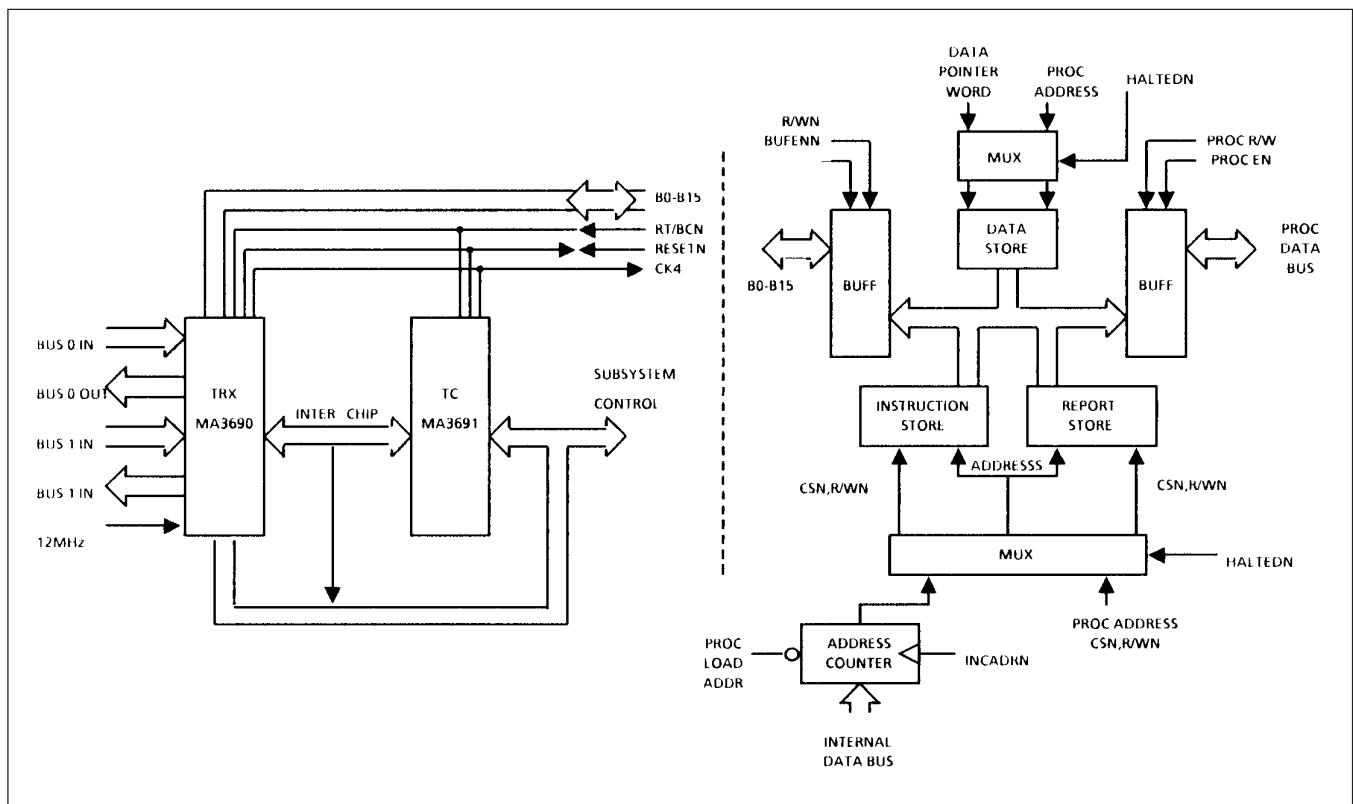 B0-B15
RT/BCN
RESETN
CK4
BUS 0 IN
BUS 0 OUT
BUS 1 IN
BUS 1 IN
12MHz
TRX
MA3690
INTER CHIP
TC
MA3691
SUBSYSTEM
CONTROL
DATA
POINTER
WORD
PROC
ADDRESS
HALTEDN
R/WN
BUFENN
MUX
PROC R/W
PROC EN
DATA
STORE
B0-B15
BUFF
BUFF
PROC
DATA
BUS
INSTRUCTION
STORE
REPORT
STORE
ADDRESSS
CSN,R/WN
CSN,R/WN
MUX
HALTEDN
PROC ADDRESS
CSN,R/WN
PROC
LOAD
ADDR
ADDRESS
COUNTER
INCADRN
INTERNAL
DATA BUS